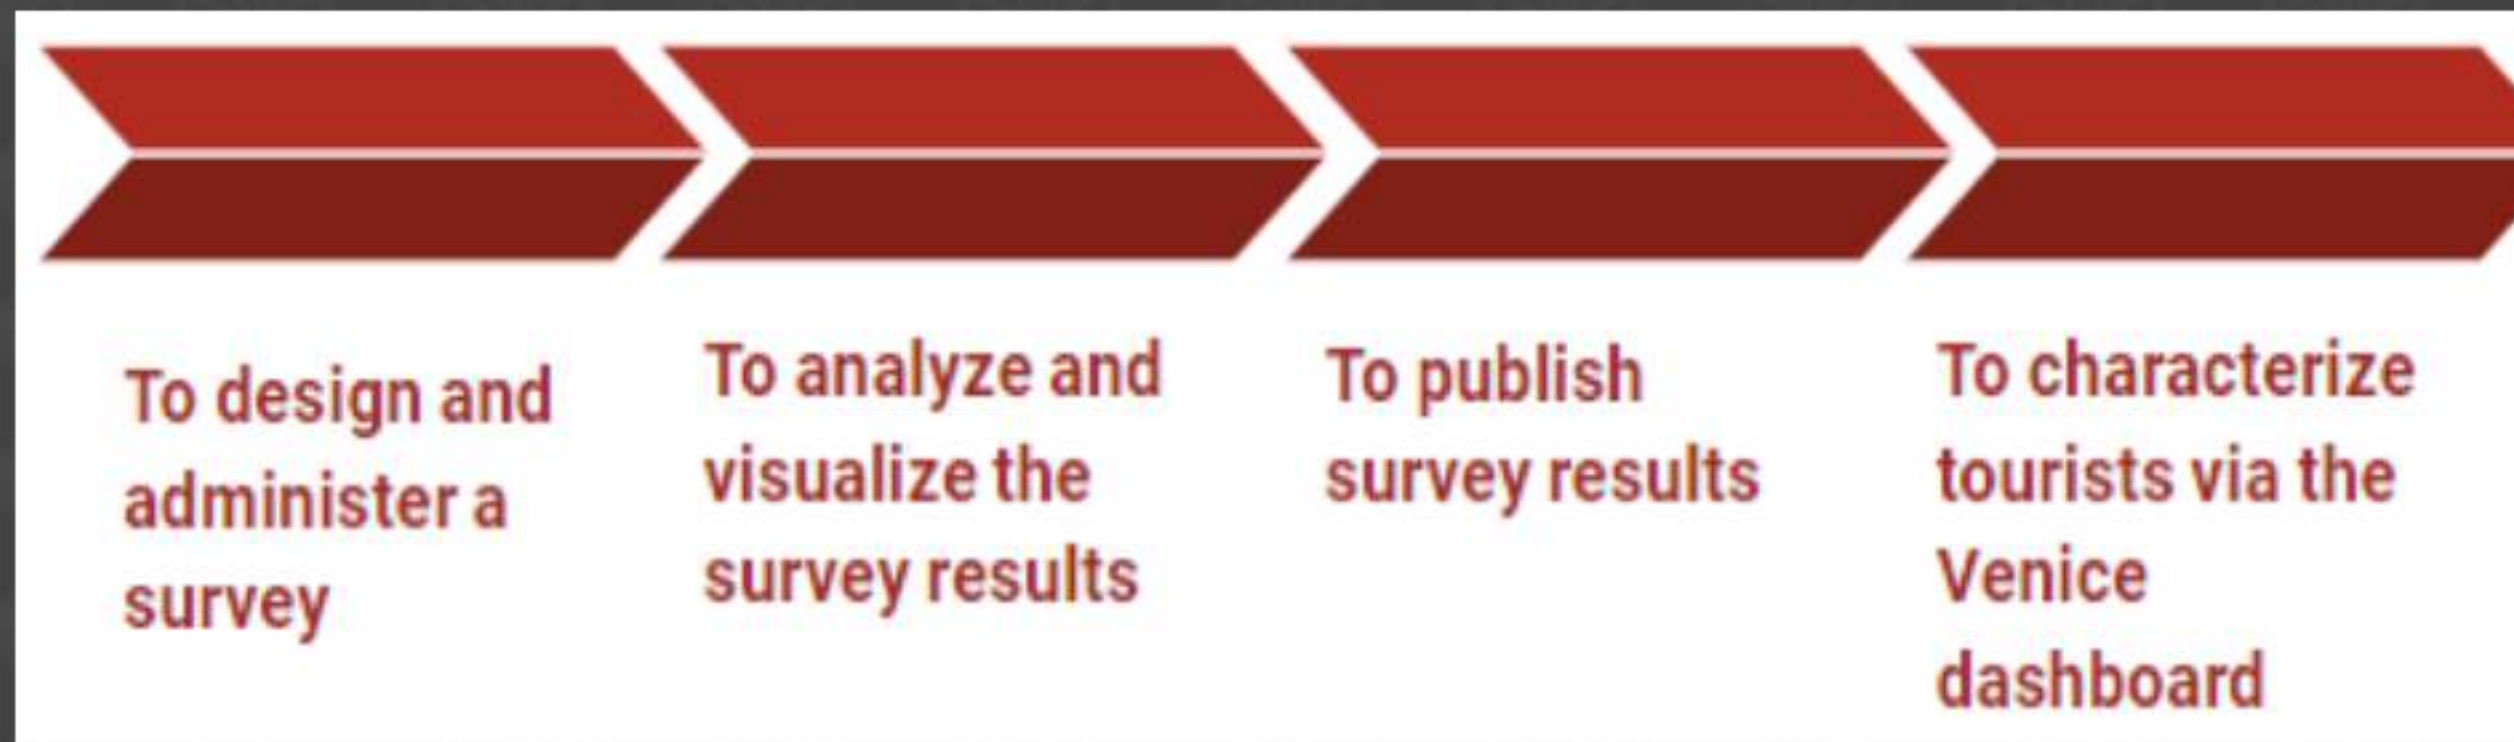 To design and
administer a
survey
To analyze and
visualize the
survey results
To publish
survey results
To characterize
tourists via the
Venice
dashboard